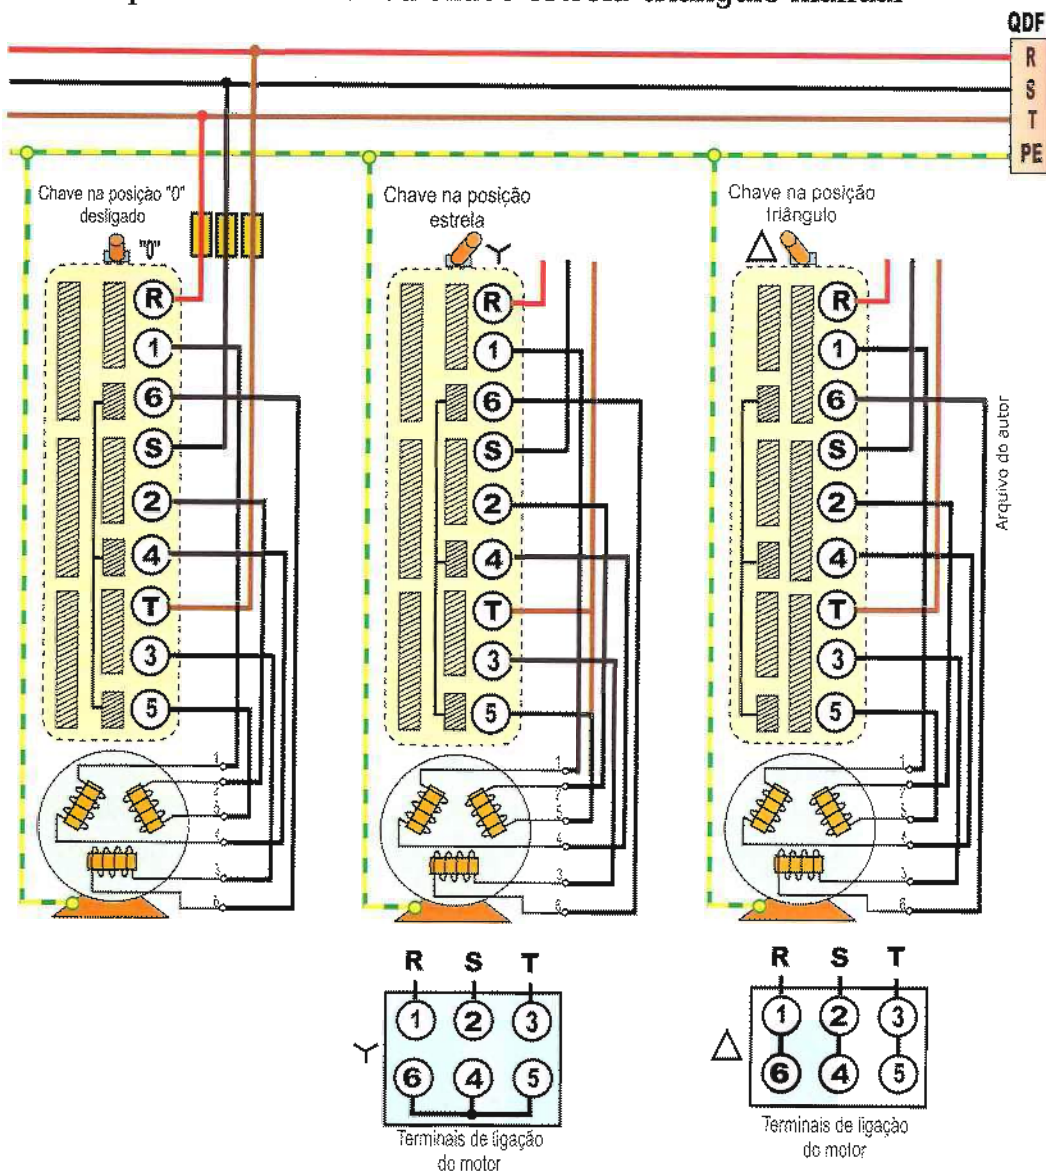 chave estrela triângulo manual
QDF
R
S
T
PE
Chave na posição "0"
desligado
"0"
R
1
6
S
2
4
T
3
5
Chave na posição
estrela
R
1
6
S
2
4
T
3
5
Chave na posição
triângulo
R
1
6
S
2
4
T
3
5
Arquivo do autor
1
2
5
4
3
6
1
2
5
4
3
6
1
2
5
4
3
6
R S T
1 2 3
6 4 5
Terminais de ligação
do motor
R S T
1 2 3
6 4 5
Terminais de ligação
do motor